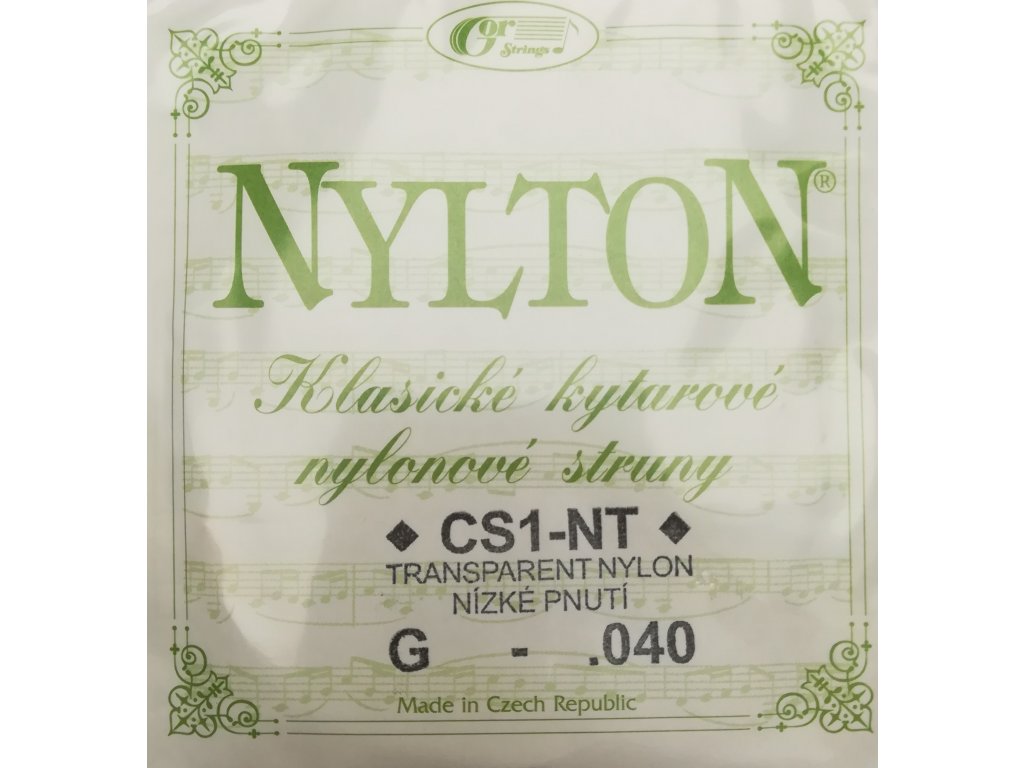 Gor
Strings
NYLTON®
Klasické kytarové
nylonové struny
◆ CS1-NT ◆
TRANSPARENT NYLON
NÍZKÉ PNUTÍ
G - .040
Made in Czech Republic